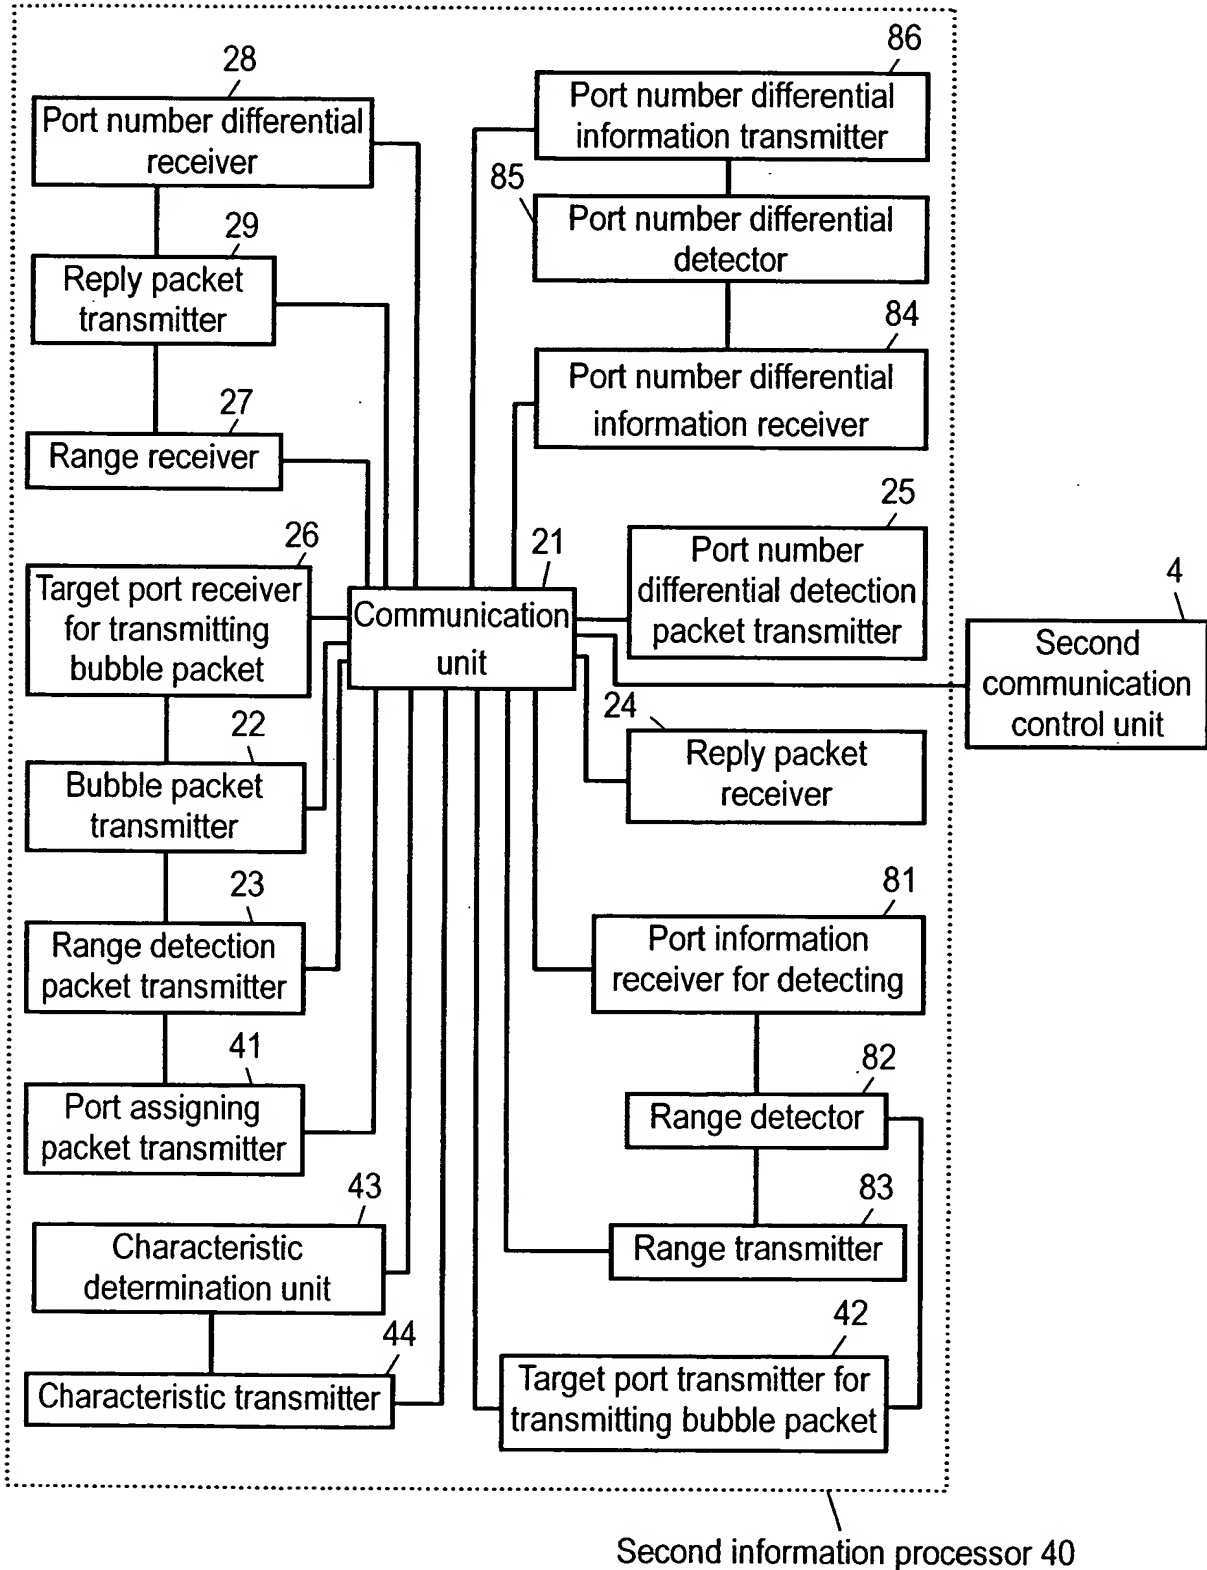 28
Port number differential
receiver
29
Reply packet
transmitter
27
Range receiver
26
Target port receiver
for transmitting
bubble packet
22
Bubble packet
transmitter
23
Range detection
packet transmitter
41
Port assigning
packet transmitter
43
Characteristic
determination unit
44
Characteristic transmitter
21
Communication
unit
86
Port number differential
information transmitter
85
Port number differential
detector
84
Port number differential
information receiver
25
Port number
differential detection
packet transmitter
24
Reply packet
receiver
81
Port information
receiver for detecting
82
Range detector
83
Range transmitter
42
Target port transmitter for
transmitting bubble packet
4
Second
communication
control unit
Second information processor 40